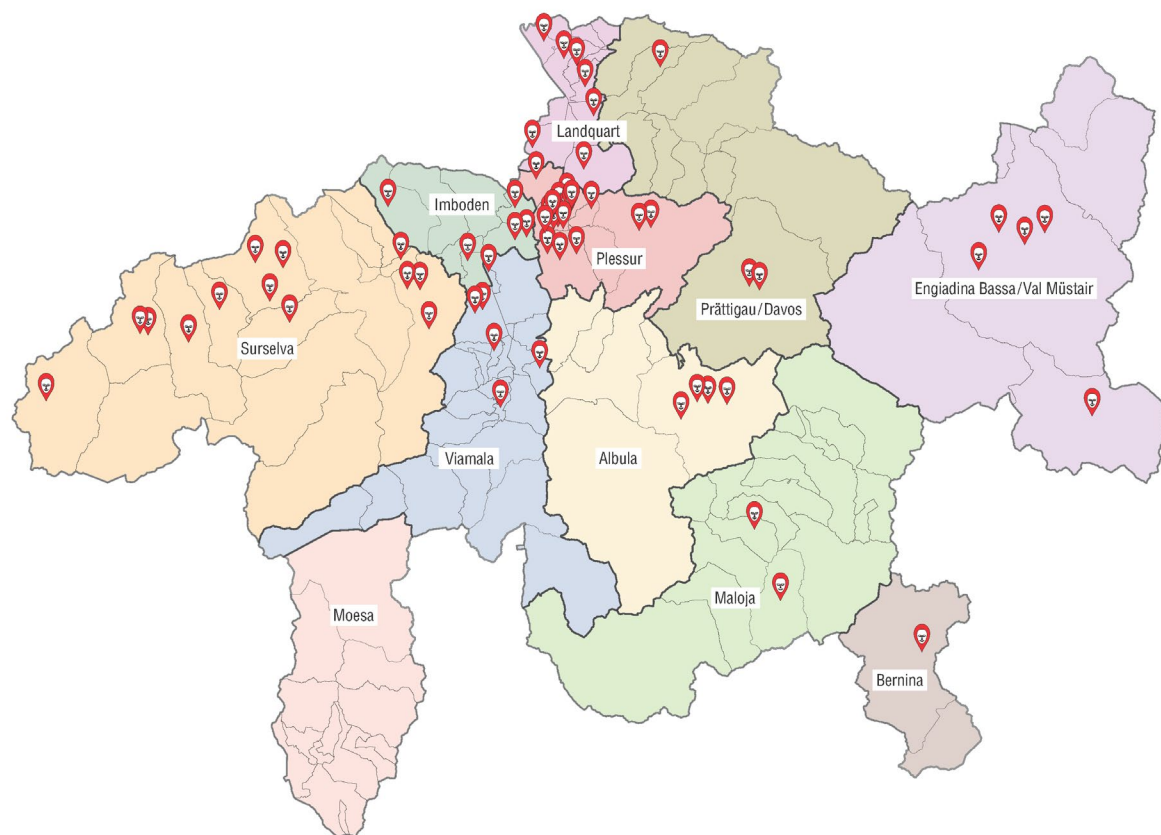 Landquart
Imboden
Plessur
Prättigau/Davos
Engiadina Bassa/Val Müstair
Surselva
Viamala
Albula
Maloja
Moesa
Bernina